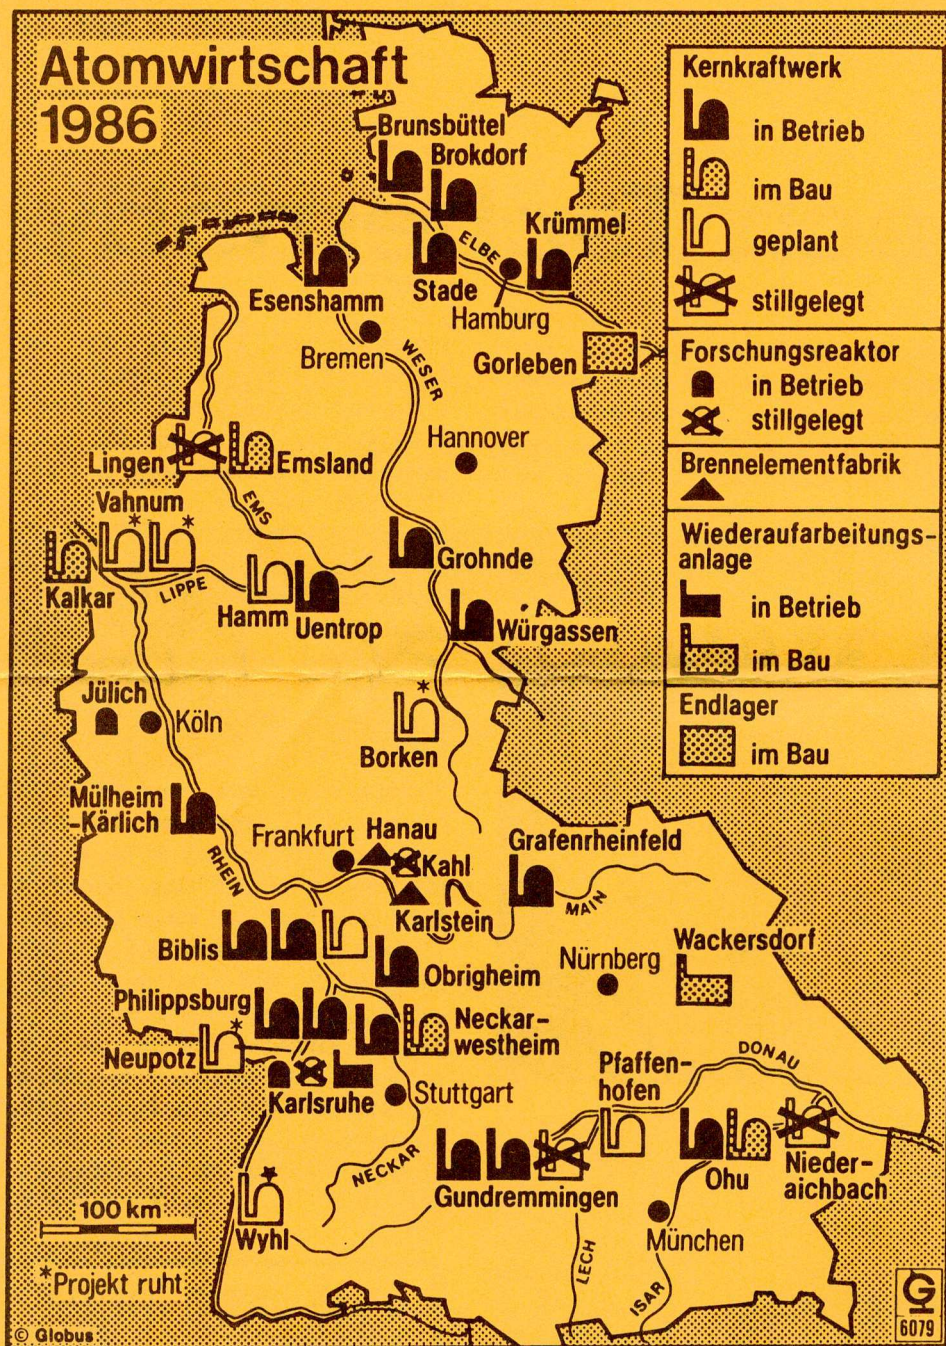 Atomwirtschaft
1986
Kernkraftwerk
in Betrieb
im Bau
geplant
stillgelegt
Forschungsreaktor
in Betrieb
stillgelegt
Brennelementfabrik
Wiederaufarbeitungs-
anlage
in Betrieb
im Bau
Endlager
im Bau
Brunsbüttel
Brokdorf
Krümmel
ELBE
Esenshamm
Stade
Hamburg
Bremen
WESER
Gorleben
Hannover
Lingen
Emsland
EMS
Vahnum
*
*
Grohnde
Kalkar
LIPPE
Hamm
Uentrop
Würgassen
Jülich
Köln
*
Borken
Mülheim
-Kärlich
RHEIN
Frankfurt
Hanau
Kahl
Karlstein
Grafenrheinfeld
MAIN
Biblis
Obrigheim
Nürnberg
Wackersdorf
Philippsburg
Neckar-
westheim
Neupotz
*
Karlsruhe
Stuttgart
Pfaffen-
hofen
DONAU
NECKAR
Gundremmingen
Ohu
Nieder-
aichbach
*
Wyhl
München
LECH
ISAR
100 km
*Projekt ruht
© Globus
G
6079